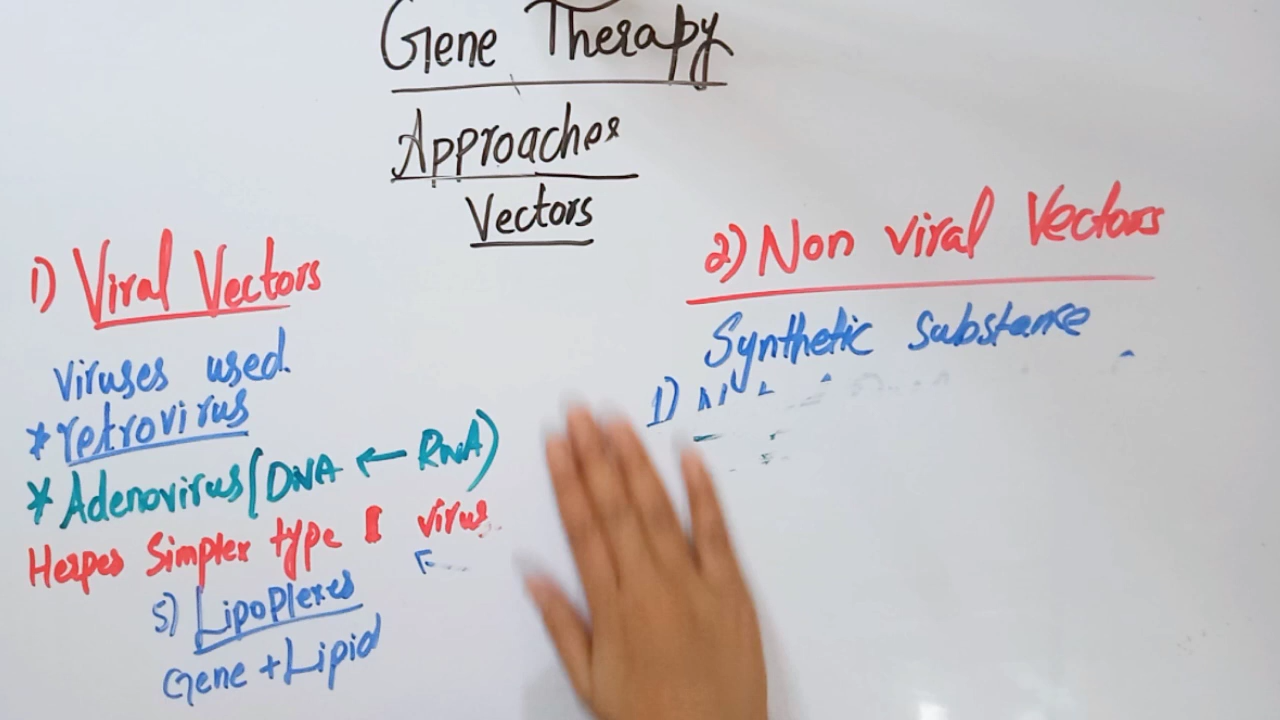 Gene Therapy
Approaches
Vectors
1) Viral Vectors
Viruses used
* retrovirus
* Adenovirus (DNA ← RNA)
Herpes Simplex type I virus
5) Lipoplexes
Gene + Lipid
2) Non viral Vectors
Synthetic substance
1)